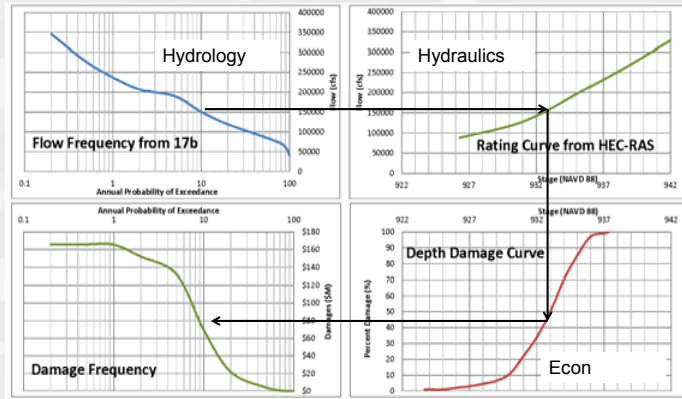 Hydrology
Flow Frequency from 17b
400000
350000
300000
250000
200000
150000
100000
50000
0
Flow (cfs)
0.1 1 10 100
Annual Probability of Exceedance
Hydraulics
Rating Curve from HEC-RAS
400000
350000
300000
250000
200000
150000
100000
50000
Flow (cfs)
Stage (NAVD 88)
922 927 932 937 942
Annual Probability of Exceedance
0.1 1 10 100
$180
$160
$140
$120
$100
$80
$60
$40
$20
$0
Damages ($M)
Damage Frequency
Stage (NAVD 88)
922 927 932 937 942
Depth Damage Curve
100
90
80
70
60
50
40
30
20
10
0
Percent Damage (%)
Econ